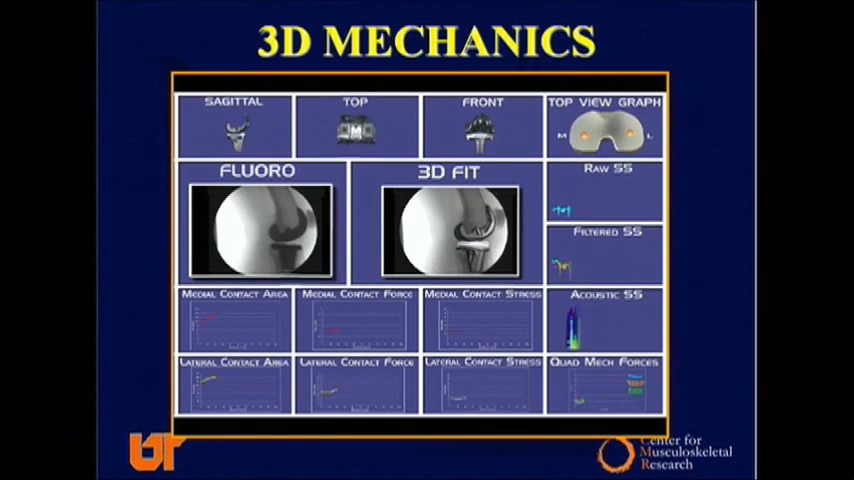 3D MECHANICS
SAGITTAL
TOP
FRONT
TOP VIEW GRAPH
M
L
FLUORO
3D FIT
RAW SS
FILTERED SS
MEDIAL CONTACT AREA
MEDIAL CONTACT FORCE
MEDIAL CONTACT STRESS
ACOUSTIC SS
LATERAL CONTACT AREA
LATERAL CONTACT FORCE
LATERAL CONTACT STRESS
QUAD MECH FORCES
UT
Center for
Musculoskeletal
Research